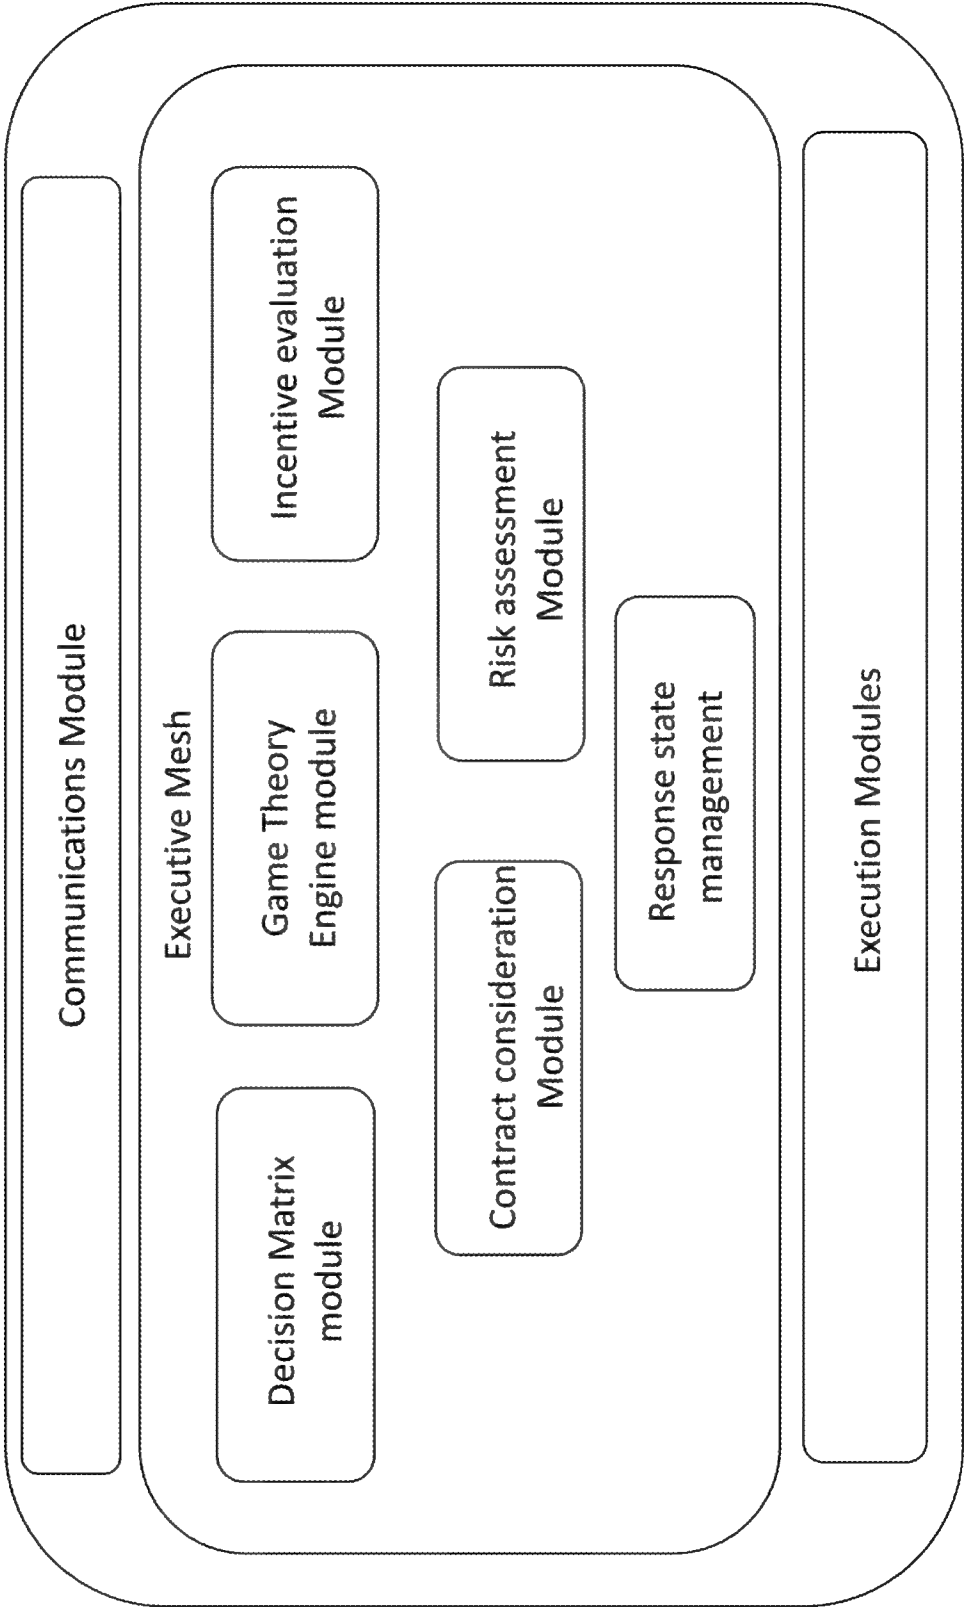 Communications Module
Executive Mesh
Decision Matrix
module
Game Theory
Engine module
Incentive evaluation
Module
Contract consideration
Module
Risk assessment
Module
Response state
management
Execution Modules